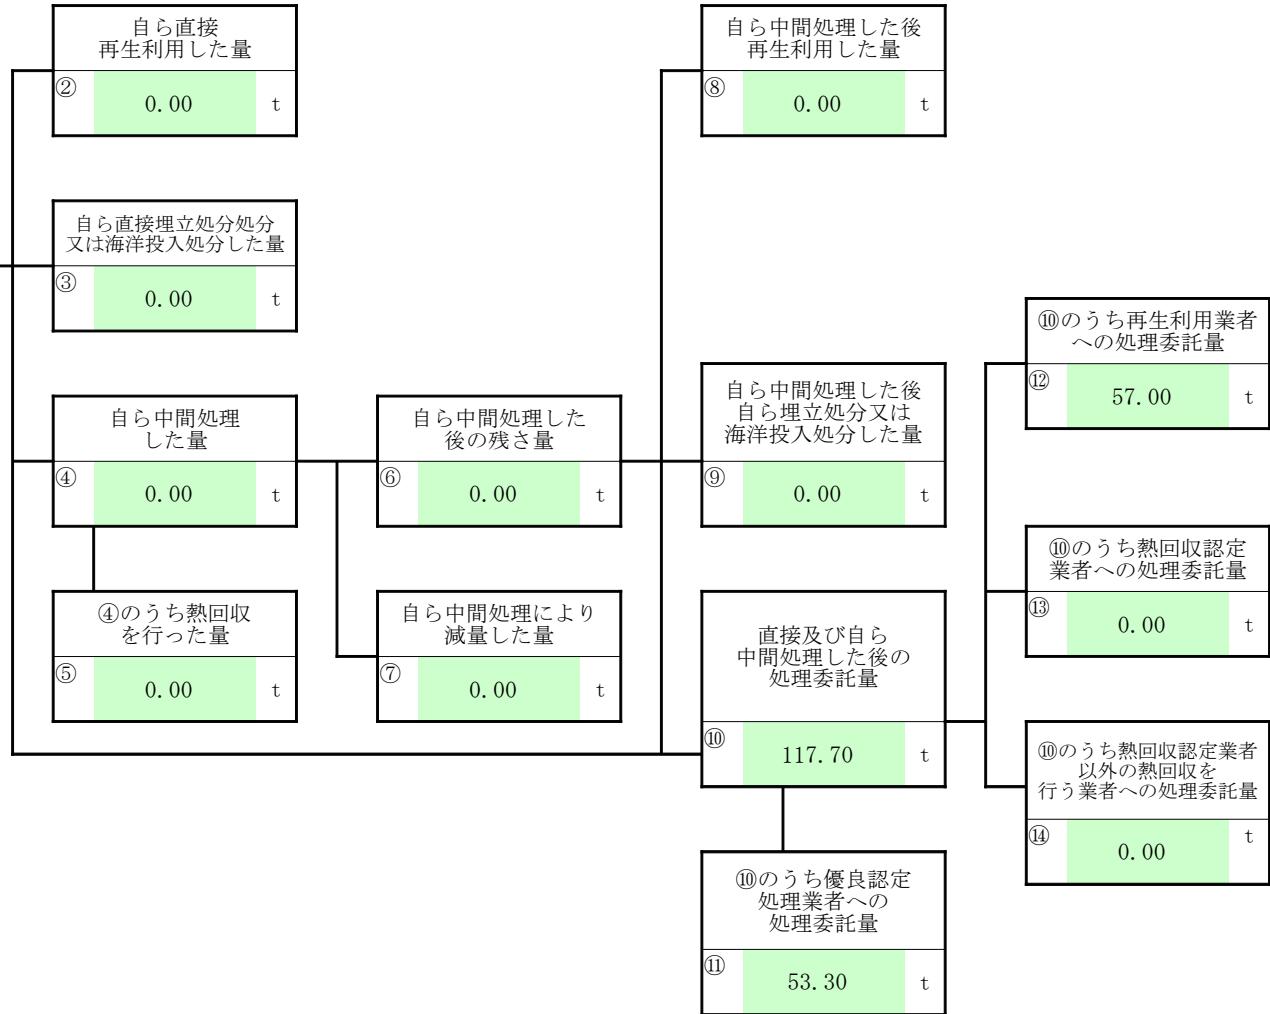 自ら直接
再生利用した量
②
0.00
t
自ら中間処理した後
再生利用した量
⑧
0.00
t
自ら直接埋立処分処分
又は海洋投入処分した量
③
0.00
t
⑩のうち再生利用業者
への処理委託量
⑫
57.00
t
自ら中間処理
した量
④
0.00
t
自ら中間処理した
後の残さ量
⑥
0.00
t
自ら中間処理した後
自ら埋立処分又は
海洋投入処分した量
⑨
0.00
t
⑩のうち熱回収認定
業者への処理委託量
⑬
0.00
t
④のうち熱回収
を行った量
⑤
0.00
t
自ら中間処理により
減量した量
⑦
0.00
t
直接及び自ら
中間処理した後の
処理委託量
⑩
117.70
t
⑩のうち熱回収認定業者
以外の熱回収を
行う業者への処理委託量
⑭
0.00
t
⑩のうち優良認定
処理業者への
処理委託量
⑪
53.30
t